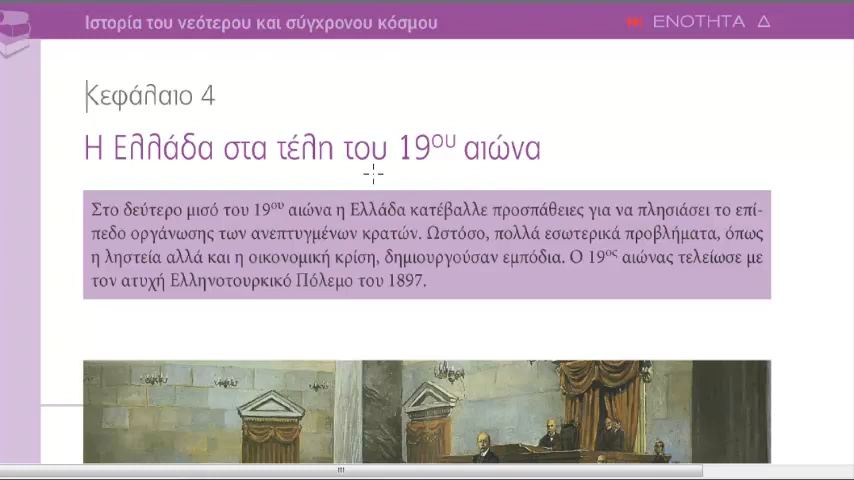 Ιστορία του νεότερου και σύγχρονου κόσμου
ΕΝΟΤΗΤΑ Δ
Κεφάλαιο 4
Η Ελλάδα στα τέλη του 19ου αιώνα
Στο δεύτερο μισό του 19ου αιώνα η Ελλάδα κατέβαλλε προσπάθειες για να πλησιάσει το επί-
πεδο οργάνωσης των ανεπτυγμένων κρατών. Ωστόσο, πολλά εσωτερικά προβλήματα, όπως
η ληστεία αλλά και η οικονομική κρίση, δημιουργούσαν εμπόδια. Ο 19ος αιώνας τελείωσε με
τον ατυχή Ελληνοτουρκικό Πόλεμο του 1897.